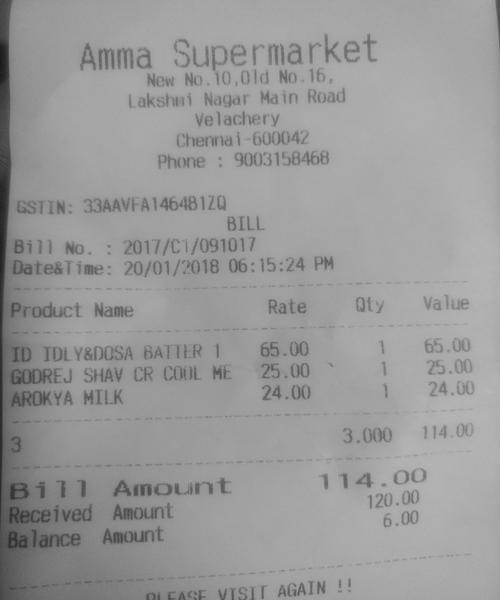 Amma Supermarket
New No.10,Old No.16,
Lakshmi Nagar Main Road
Velachery
Chennai-600042
Phone : 9003158468
GSTIN: 33AAVFA1464B1ZQ
BILL
Bill No. : 2017/C1/091017
Date&Time: 20/01/2018 06:15:24 PM
Product Name Rate Qty Value
ID IDLY&DOSA BATTER 1 65.00 1 65.00
GODREJ SHAV CR COOL ME 25.00 1 25.00
AROKYA MILK 24.00 1 24.00
3 3.000 114.00
Bill Amount 114.00
Received Amount 120.00
Balance Amount 6.00
PLEASE VISIT AGAIN !!